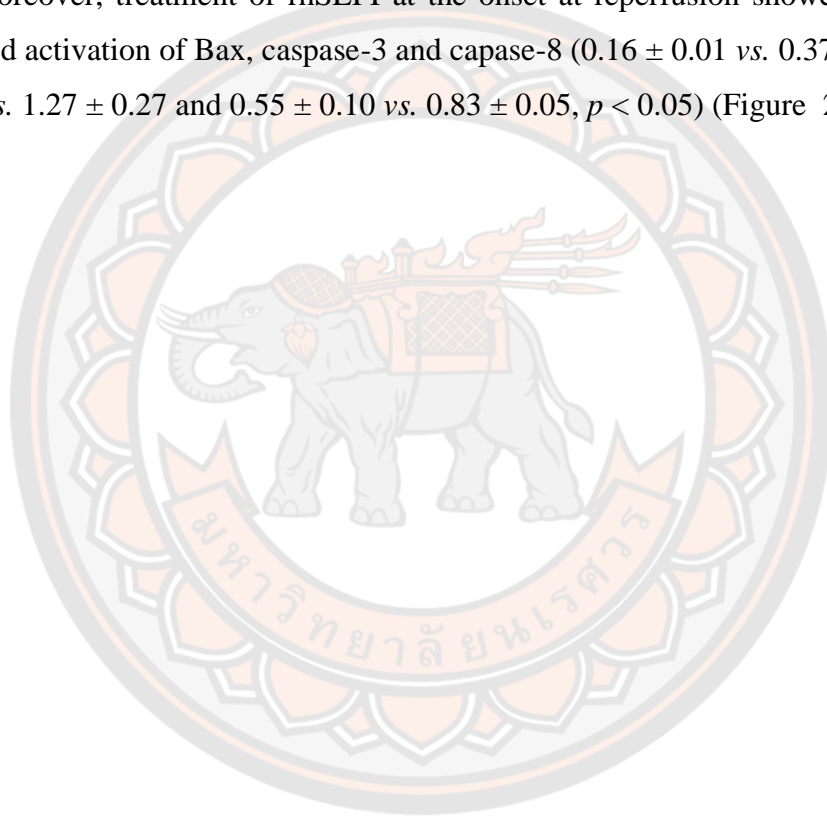 oreover, treatment of rhSLPI at the onset at reperfusion showe
d activation of Bax, caspase-3 and capase-8 (0.16 ± 0.01 vs. 0.37
s. 1.27 ± 0.27 and 0.55 ± 0.10 vs. 0.83 ± 0.05, p < 0.05) (Figure 2
มหาวิทยาลัยนเรศวร